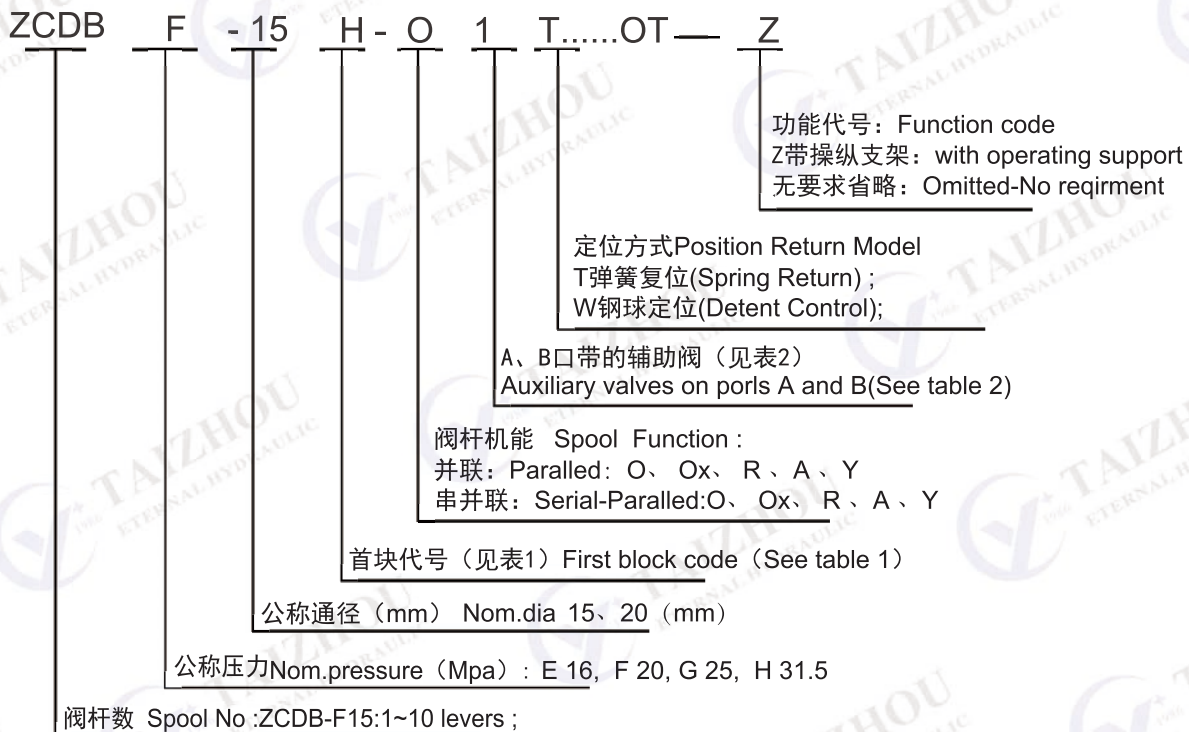 ZCDB F -15 H - O 1 T......OT— Z
功能代号：Function code
Z带操纵支架：with operating support
无要求省略：Omitted-No reqirment
定位方式Position Return Model
T弹簧复位(Spring Return) ;
W钢球定位(Detent Control);
A、B口带的辅助阀（见表2）
Auxiliary valves on porls A and B(See table 2)
阀杆机能 Spool Function :
并联：Paralled: O、 Ox、 R 、A 、Y
串并联：Serial-Paralled:O、 Ox、 R 、A 、Y
首块代号（见表1）First block code（See table 1）
公称通径（mm） Nom.dia 15、20（mm）
公称压力Nom.pressure（Mpa）: E 16, F 20, G 25, H 31.5
阀杆数 Spool No :ZCDB-F15:1~10 levers ;
TAIZHOU
ETERNAL HYDRAULIC
1986